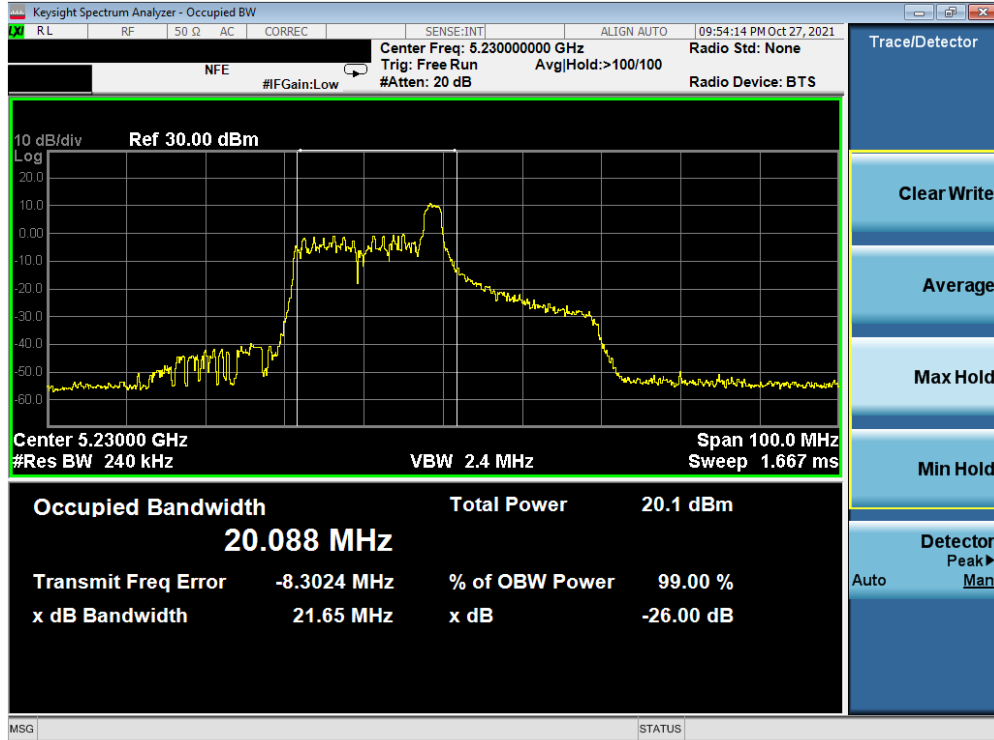 Keysight Spectrum Analyzer - Occupied BW
LXI RL RF 50 Ω AC CORREC SENSE:INT ALIGN AUTO 09:54:14 PM Oct 27, 2021
Center Freq: 5.230000000 GHz Radio Std: None
NFE Trig: Free Run Avg|Hold:>100/100
#IFGain:Low #Atten: 20 dB Radio Device: BTS
10 dB/div Ref 30.00 dBm
Log
20.0
10.0
0.00
-10.0
-20.0
-30.0
-40.0
-50.0
-60.0
Center 5.23000 GHz Span 100.0 MHz
#Res BW 240 kHz VBW 2.4 MHz Sweep 1.667 ms
Occupied Bandwidth Total Power 20.1 dBm
20.088 MHz
Transmit Freq Error -8.3024 MHz % of OBW Power 99.00 %
x dB Bandwidth 21.65 MHz x dB -26.00 dB
MSG STATUS
Trace/Detector
Clear Write
Average
Max Hold
Min Hold
Detector
Peak▶
Auto Man